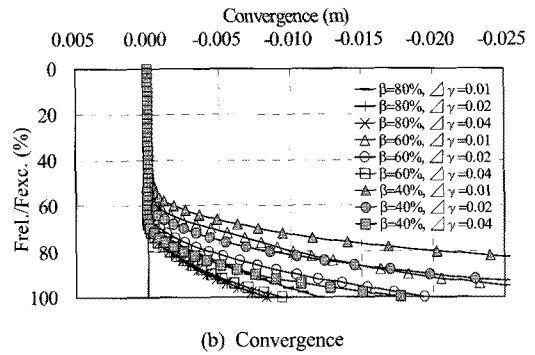 Convergence (m)
0.005 0.000 -0.005 -0.010 -0.015 -0.020 -0.025
0
20
40
60
80
100
Frel./Fexc. (%)
β=80%, ⊿γ=0.01
β=80%, ⊿γ=0.02
β=80%, ⊿γ=0.04
β=60%, ⊿γ=0.01
β=60%, ⊿γ=0.02
β=60%, ⊿γ=0.04
β=40%, ⊿γ=0.01
β=40%, ⊿γ=0.02
β=40%, ⊿γ=0.04
(b) Convergence